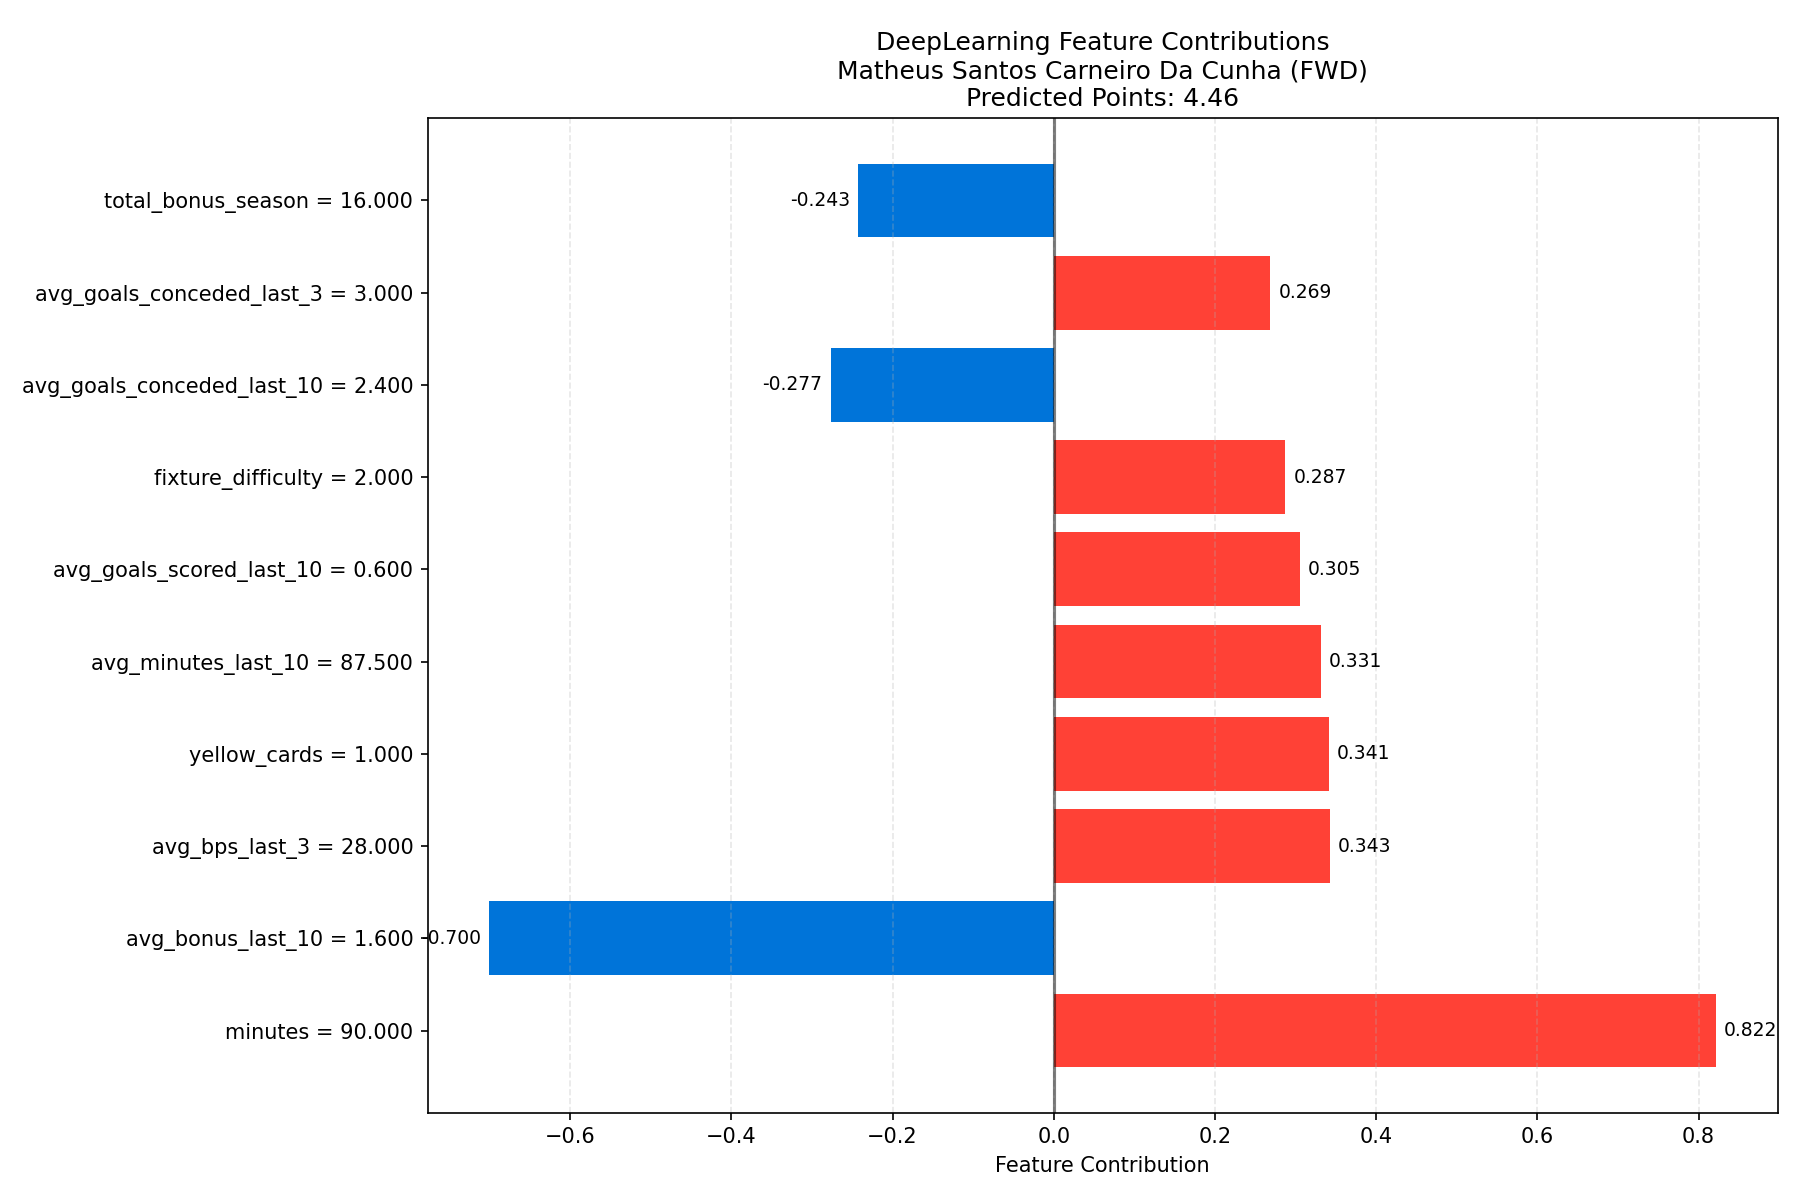 DeepLearning Feature Contributions
Matheus Santos Carneiro Da Cunha (FWD)
Predicted Points: 4.46
total_bonus_season = 16.000
-0.243
avg_goals_conceded_last_3 = 3.000
0.269
avg_goals_conceded_last_10 = 2.400
-0.277
fixture_difficulty = 2.000
0.287
avg_goals_scored_last_10 = 0.600
0.305
avg_minutes_last_10 = 87.500
0.331
yellow_cards = 1.000
0.341
avg_bps_last_3 = 28.000
0.343
avg_bonus_last_10 = 1.600
-0.700
minutes = 90.000
0.822
−0.6 −0.4 −0.2 0.0 0.2 0.4 0.6 0.8
Feature Contribution